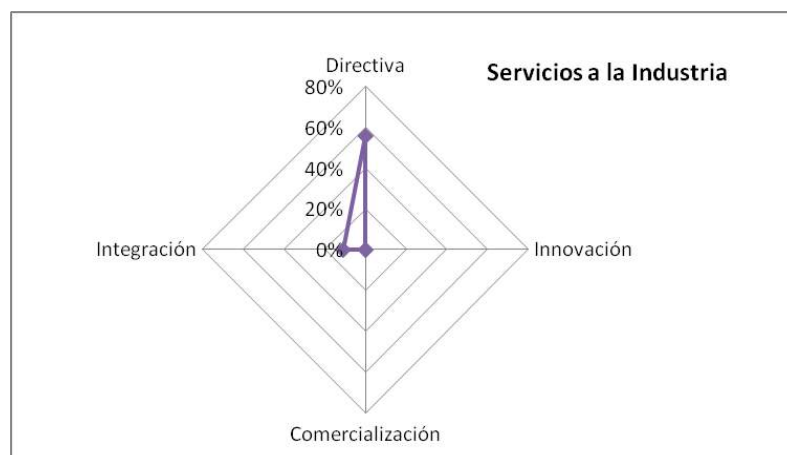 Directiva
Servicios a la Industria
80%
60%
40%
20%
0%
Integración
Innovación
Comercialización